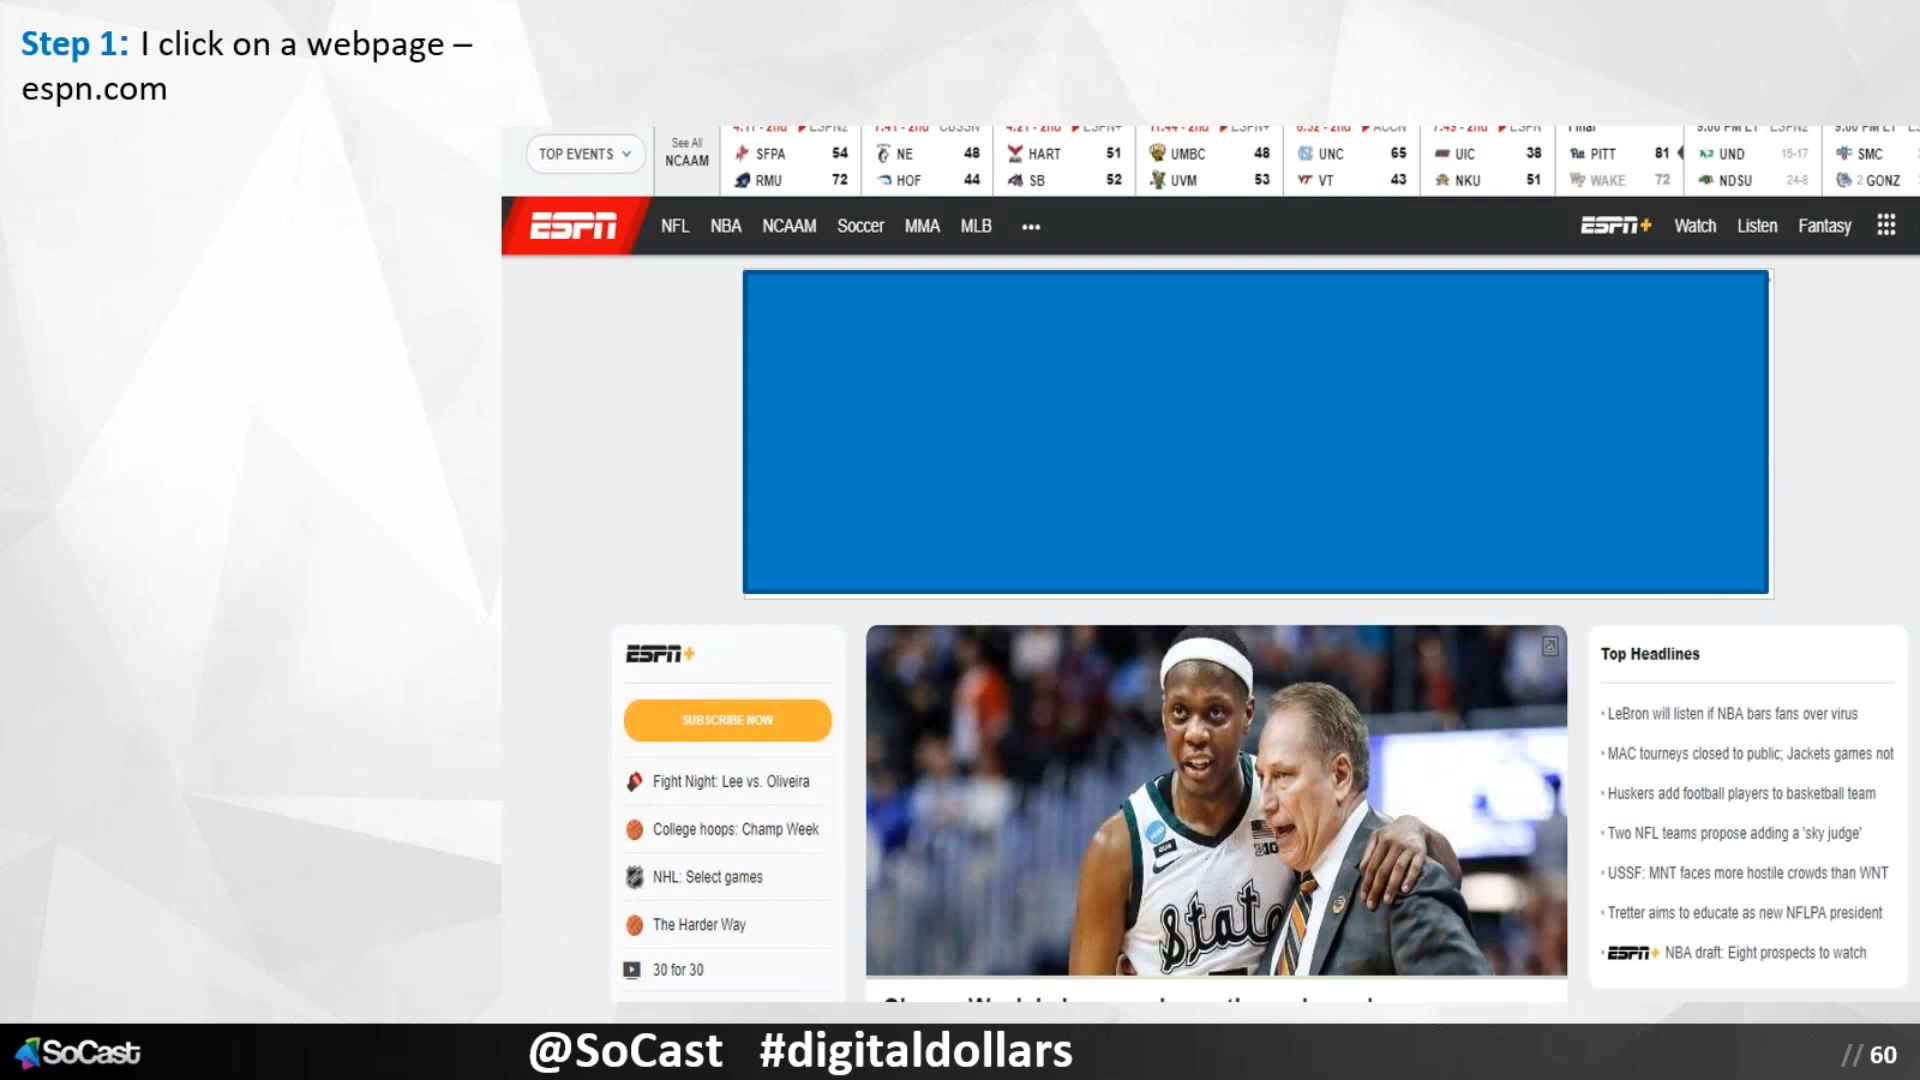 Step 1: I click on a webpage –
espn.com
TOP EVENTS
See All
NCAAM
SFPA 54
RMU 72
NE 48
HOF 44
HART 51
SB 52
UMBC 48
UVM 53
UNC 65
VT 43
UIC 38
NKU 51
PITT 81
WAKE 72
UND 15-17
NDSU 24-8
SMC
2 GONZ
ESPN NFL NBA NCAAM Soccer MMA MLB ••• ESPN+ Watch Listen Fantasy
ESPN+
SUBSCRIBE NOW
Fight Night: Lee vs. Oliveira
College hoops: Champ Week
NHL: Select games
The Harder Way
30 for 30
State
B1G
Top Headlines
• LeBron will listen if NBA bars fans over virus
• MAC tourneys closed to public; Jackets games not
• Huskers add football players to basketball team
• Two NFL teams propose adding a 'sky judge'
• USSF: MNT faces more hostile crowds than WNT
• Tretter aims to educate as new NFLPA president
• ESPN+ NBA draft: Eight prospects to watch
SoCast
@SoCast #digitaldollars
// 60